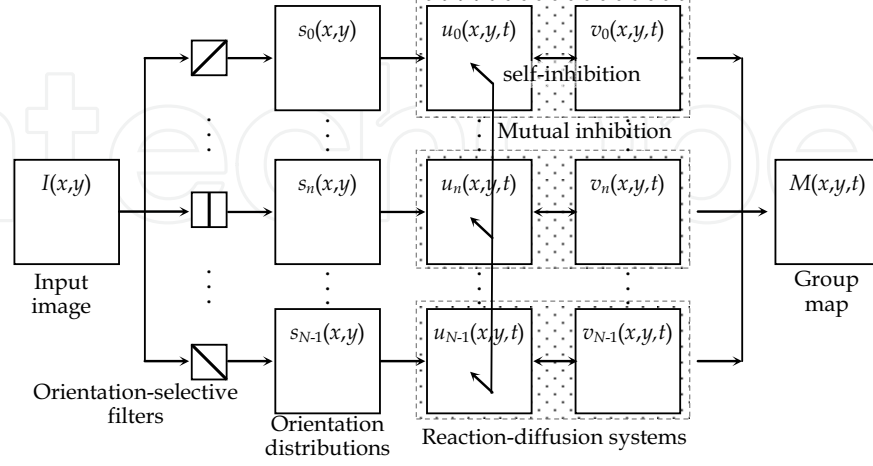 s0(x,y)
u0(x,y,t)
v0(x,y,t)
self-inhibition
Mutual inhibition
I(x,y)
sn(x,y)
un(x,y,t)
vn(x,y,t)
M(x,y,t)
Input
image
Group
map
sN-1(x,y)
uN-1(x,y,t)
vN-1(x,y,t)
Orientation-selective
filters
Orientation
distributions
Reaction-diffusion systems